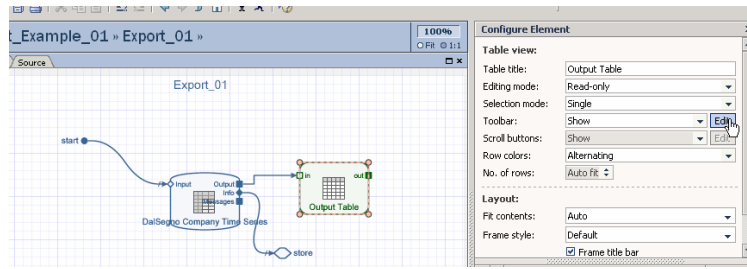 t_Example_01 » Export_01 »
100%
Fit 1:1
Source
Export_01
start
Input
Output
Info
Messages
DalSegno Company Time Series
in
out
Output Table
store
Configure Element
Table view:
Table title: Output Table
Editing mode: Read-only
Selection mode: Single
Toolbar: Show Edit
Scroll buttons: Show Edit
Row colors: Alternating
No. of rows: Auto fit
Layout:
Fit contents: Auto
Frame style: Default
Frame title bar